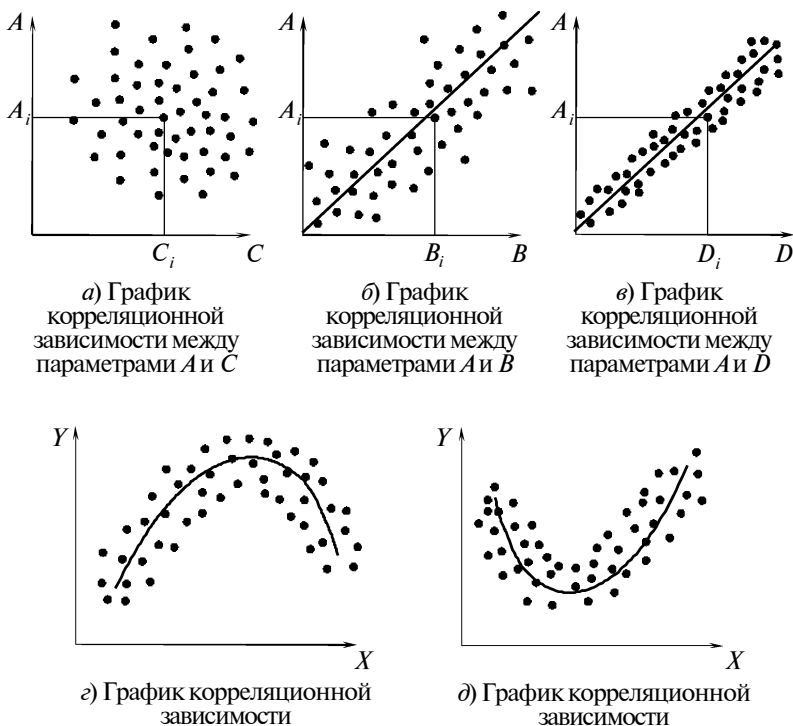 A
A_i
C_i
C
а) График
корреляционной
зависимости между
параметрами A и C
A
A_i
B_i
B
б) График
корреляционной
зависимости между
параметрами A и B
A
A_i
D_i
D
в) График
корреляционной
зависимости между
параметрами A и D
Y
X
г) График корреляционной
зависимости
Y
X
д) График корреляционной
зависимости